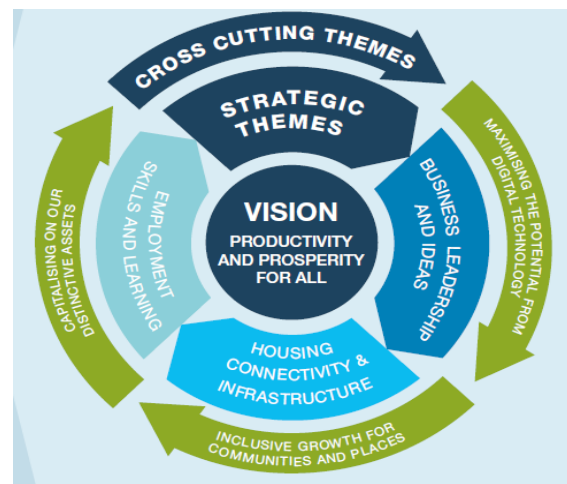 CROSS CUTTING THEMES
STRATEGIC
THEMES
MAXIMISING THE POTENTIAL FROM
DIGITAL TECHNOLOGY
BUSINESS LEADERSHIP
AND IDEAS
VISION
PRODUCTIVITY
AND PROSPERITY
FOR ALL
HOUSING
CONNECTIVITY &
INFRASTRUCTURE
INCLUSIVE GROWTH FOR
COMMUNITIES AND PLACES
EMPLOYMENT
SKILLS AND LEARNING
CAPITALISING ON OUR
DISTINCTIVE ASSETS